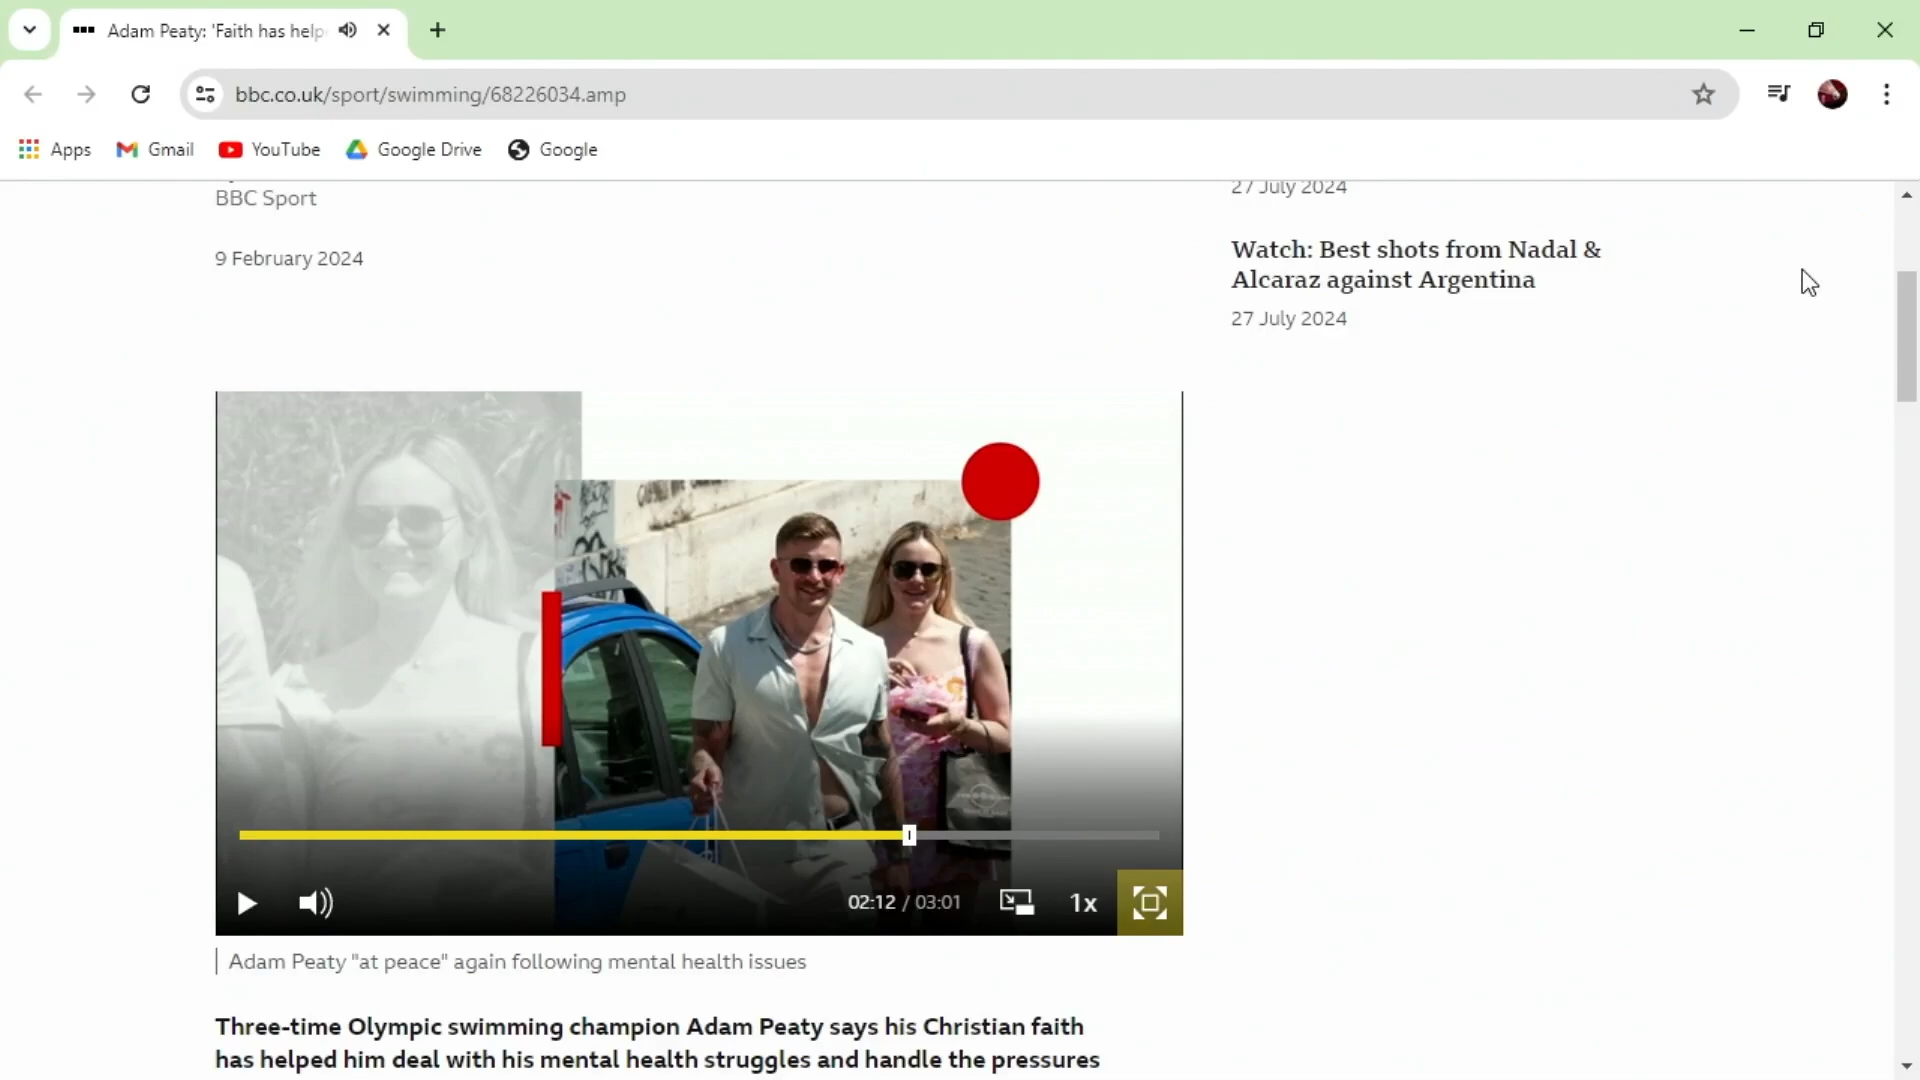 Adam Peaty: 'Faith has help
bbc.co.uk/sport/swimming/68226034.amp
Apps
Gmail
YouTube
Google Drive
Google
BBC Sport
9 February 2024
27 July 2024
Watch: Best shots from Nadal &
Alcaraz against Argentina
27 July 2024
02:12 / 03:01
1x
Adam Peaty "at peace" again following mental health issues
Three-time Olympic swimming champion Adam Peaty says his Christian faith
has helped him deal with his mental health struggles and handle the pressures